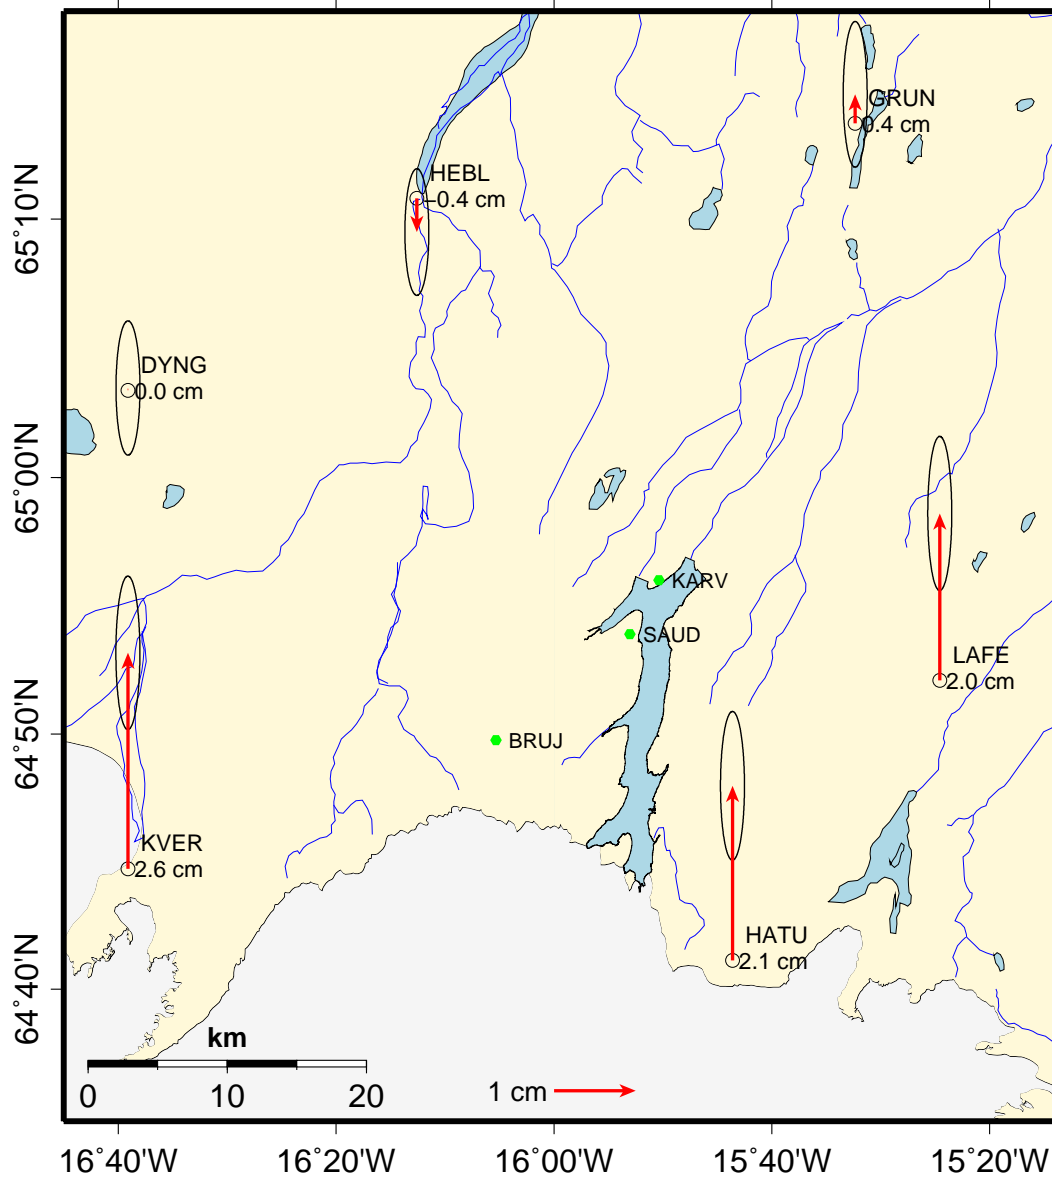 GRUN
0.4 cm
HEBL
−0.4 cm
65°10'N
DYNG
0.0 cm
65°00'N
KARV
SAUD
LAFE
2.0 cm
64°50'N
BRUJ
KVER
2.6 cm
HATU
2.1 cm
64°40'N
km
0 10 20
1 cm
16°40'W 16°20'W 16°00'W 15°40'W 15°20'W